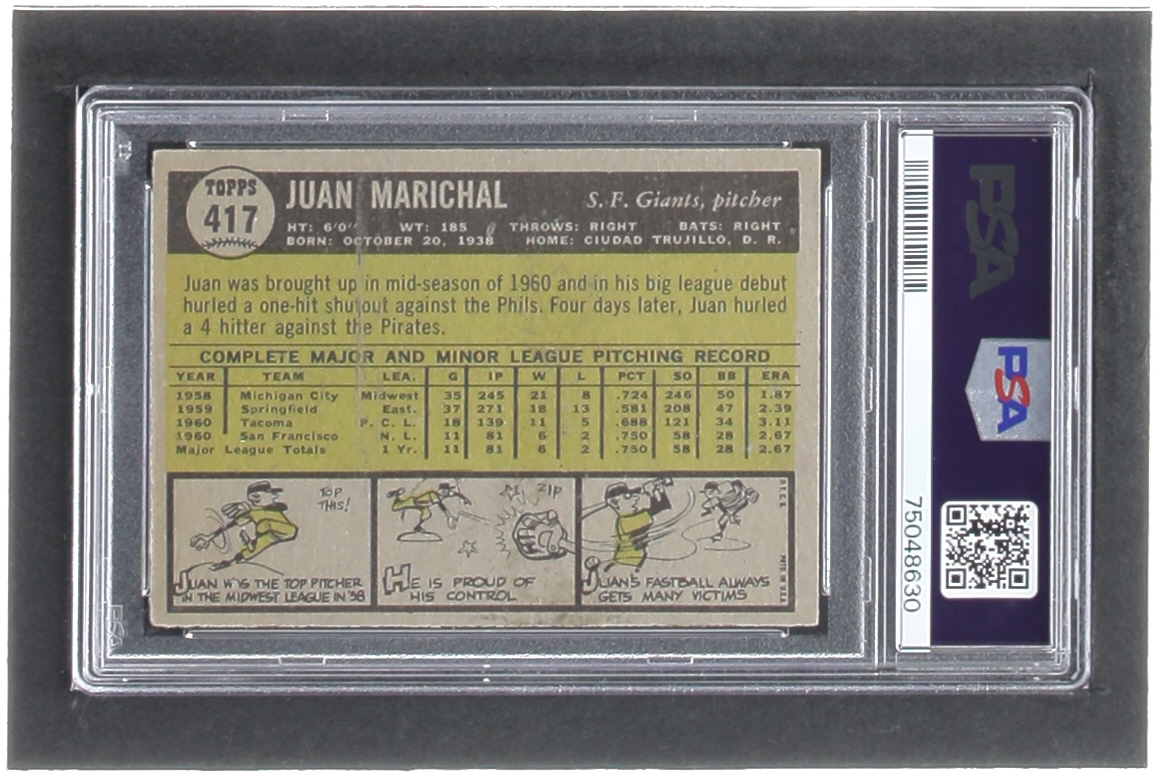 TOPPS
417
JUAN MARICHAL
S. F. Giants, pitcher
HT: 6'0" WT: 185 THROWS: RIGHT BATS: RIGHT
BORN: OCTOBER 20, 1938 HOME: CIUDAD TRUJILLO, D. R.
Juan was brought up in mid-season of 1960 and in his big league debut
hurled a one-hit shutout against the Phils. Four days later, Juan hurled
a 4 hitter against the Pirates.
COMPLETE MAJOR AND MINOR LEAGUE PITCHING RECORD
YEAR TEAM LEA. G IP W L PCT SO BB ERA
1958 Michigan City Midwest 35 245 21 8 .724 246 50 1.87
1959 Springfield East. 37 271 18 13 .581 208 47 2.39
1960 Tacoma P. C. L. 18 139 11 5 .688 121 34 3.11
1960 San Francisco N. L. 11 81 6 2 .750 58 28 2.67
Major League Totals 1 Yr. 11 81 6 2 .750 58 28 2.67
TOP
THIS!
JUAN WAS THE TOP PITCHER
IN THE MIDWEST LEAGUE IN '58
ZIP
HE IS PROUD OF
HIS CONTROL
JUAN'S FASTBALL ALWAYS
GETS MANY VICTIMS
PTD. IN U.S.A.
PSA
PSA
75048630
PSA